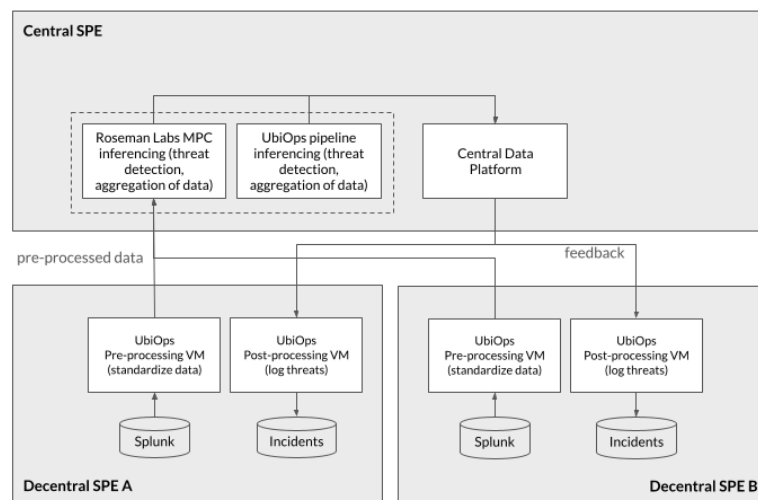 Central SPE
Roseman Labs MPC
inferencing (threat
detection,
aggregation of data)
UbiOps pipeline
inferencing (threat
detection,
aggregation of data)
Central Data
Platform
pre-processed data
feedback
UbiOps
Pre-processing VM
(standardize data)
UbiOps
Post-processing VM
(log threats)
UbiOps
Pre-processing VM
(standardize data)
UbiOps
Post-processing VM
(log threats)
Splunk
Incidents
Splunk
Incidents
Decentral SPE A
Decentral SPE B